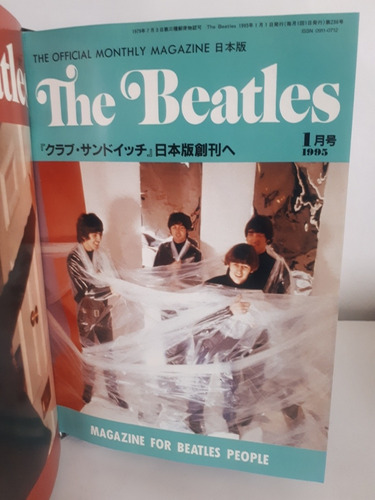 THE OFFICIAL MONTHLY MAGAZINE 日本版
The Beatles
『クラブ・サンドイッチ』日本版創刊へ
1月号
1995
MAGAZINE FOR BEATLES PEOPLE